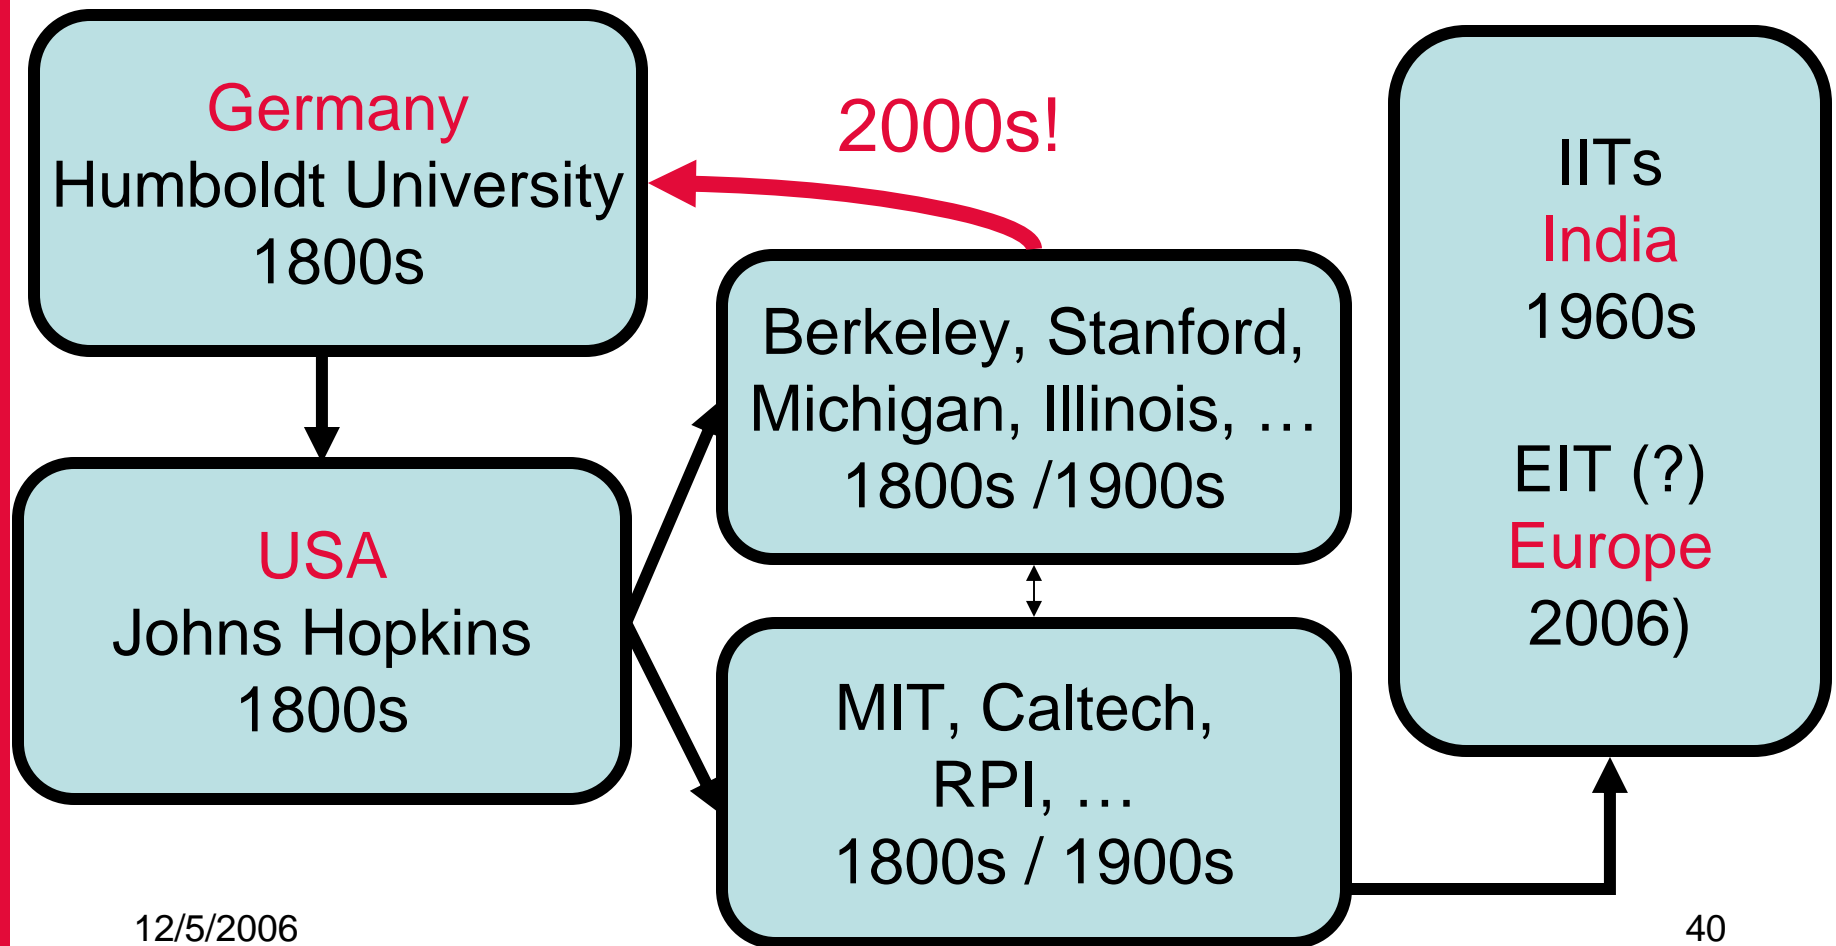 Germany
Humboldt University
1800s
2000s!
USA
Johns Hopkins
1800s
Berkeley, Stanford,
Michigan, Illinois, …
1800s /1900s
MIT, Caltech,
RPI, …
1800s / 1900s
IITs
India
1960s
EIT (?)
Europe
2006)
12/5/2006
40